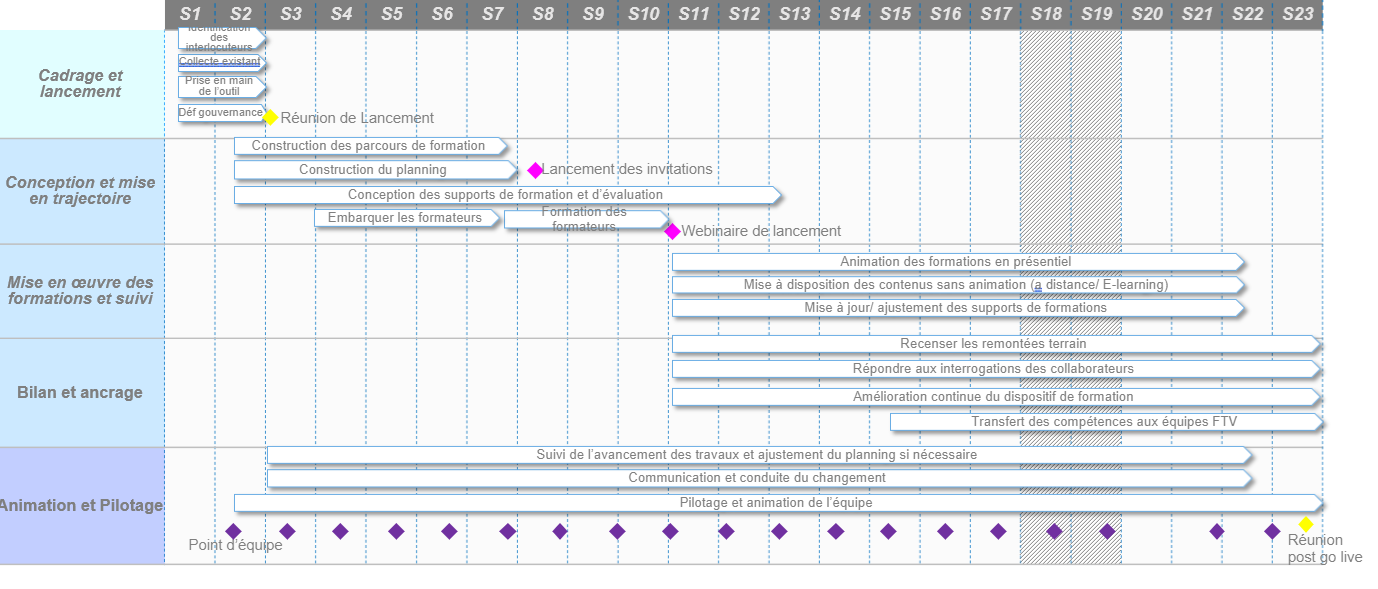 S1 S2 S3 S4 S5 S6 S7 S8 S9 S10 S11 S12 S13 S14 S15 S16 S17 S18 S19 S20 S21 S22 S23
Cadrage et
lancement
Identification
des
interlocuteurs
Collecte existant
Prise en main
de l’outil
Déf gouvernance
Réunion de Lancement
Conception et mise
en trajectoire
Construction des parcours de formation
Construction du planning
Lancement des invitations
Conception des supports de formation et d’évaluation
Embarquer les formateurs
Formation des
formateurs
Webinaire de lancement
Mise en œuvre des
formations et suivi
Animation des formations en présentiel
Mise à disposition des contenus sans animation (a distance/ E-learning)
Mise à jour/ ajustement des supports de formations
Bilan et ancrage
Recenser les remontées terrain
Répondre aux interrogations des collaborateurs
Amélioration continue du dispositif de formation
Transfert des compétences aux équipes FTV
Animation et Pilotage
Suivi de l’avancement des travaux et ajustement du planning si nécessaire
Communication et conduite du changement
Pilotage et animation de l’équipe
Point d’équipe
Réunion
post go live